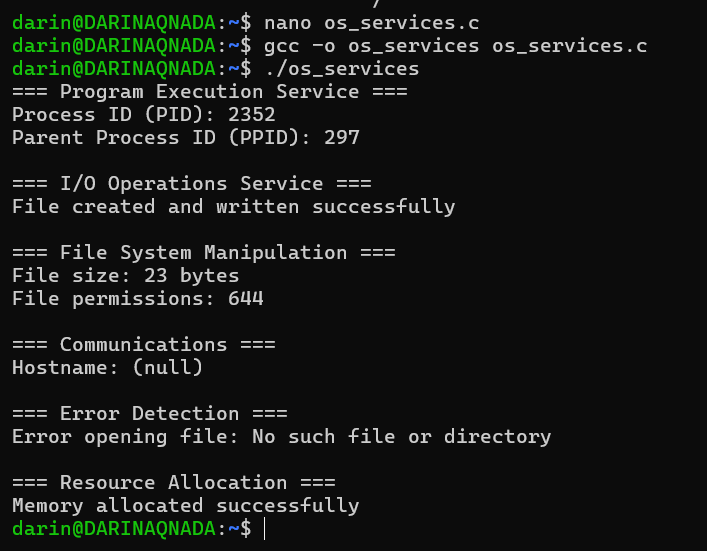 darin@DARINAQNADA:~$ nano os_services.c
darin@DARINAQNADA:~$ gcc -o os_services os_services.c
darin@DARINAQNADA:~$ ./os_services
=== Program Execution Service ===
Process ID (PID): 2352
Parent Process ID (PPID): 297

=== I/O Operations Service ===
File created and written successfully

=== File System Manipulation ===
File size: 23 bytes
File permissions: 644

=== Communications ===
Hostname: (null)

=== Error Detection ===
Error opening file: No such file or directory

=== Resource Allocation ===
Memory allocated successfully
darin@DARINAQNADA:~$